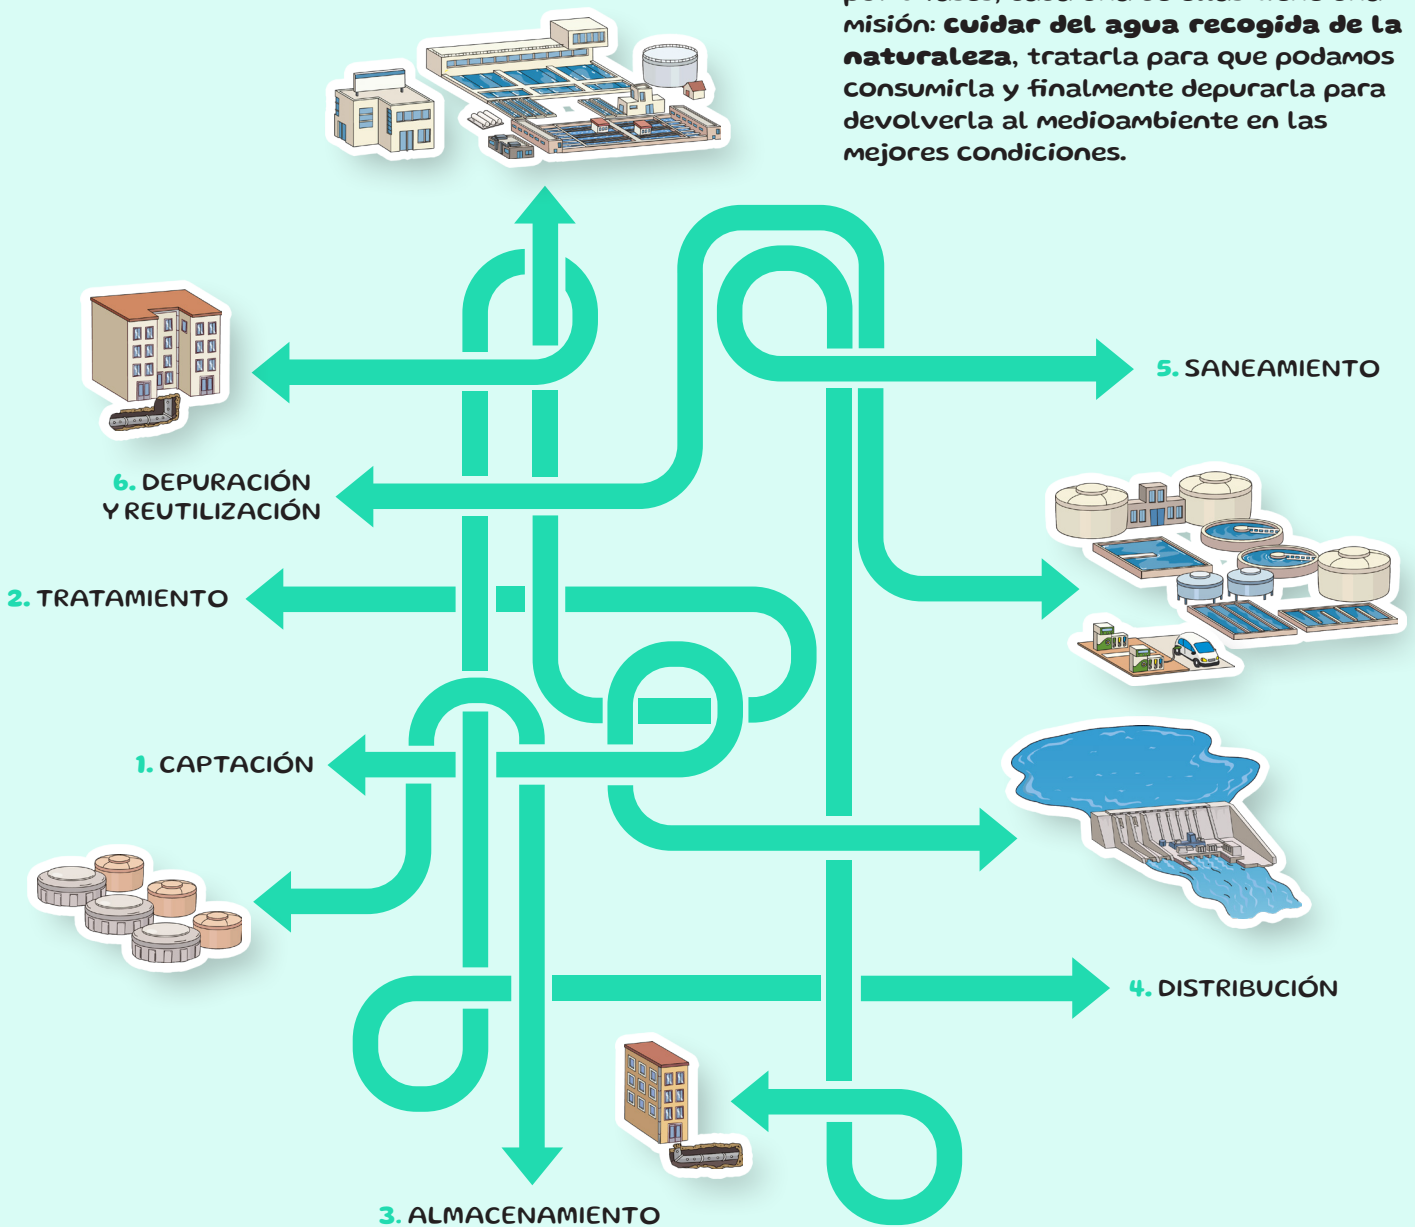 misión: cuidar del agua recogida de la
naturaleza, tratarla para que podamos
consumirla y finalmente depurarla para
devolverla al medioambiente en las
mejores condiciones.
5. SANEAMIENTO
6. DEPURACIÓN
Y REUTILIZACIÓN
2. TRATAMIENTO
1. CAPTACIÓN
4. DISTRIBUCIÓN
3. ALMACENAMIENTO